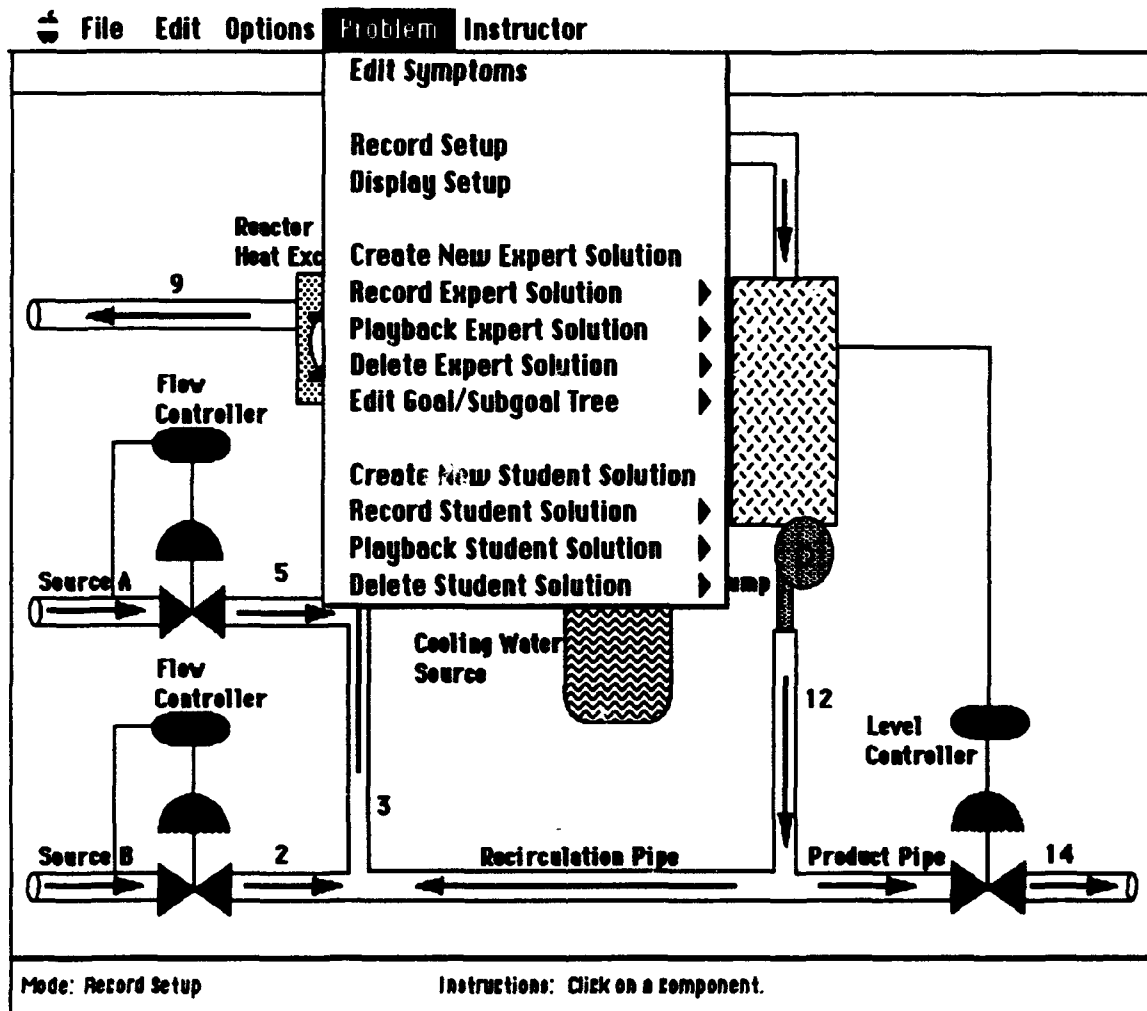 File Edit Options Problem Instructor
Edit Symptoms
Record Setup
Display Setup
Create New Expert Solution
Record Expert Solution
Playback Expert Solution
Delete Expert Solution
Edit Goal/Subgoal Tree
Create New Student Solution
Record Student Solution
Playback Student Solution
Delete Student Solution
Reactor
Heat Exc
9
Flow
Controller
Source A
5
ump
Cooling Water
Source
Flow
Controller
12
Level
Controller
3
Source B
2
Recirculation Pipe
Product Pipe
14
Mode: Record Setup
Instructions: Click on a component.